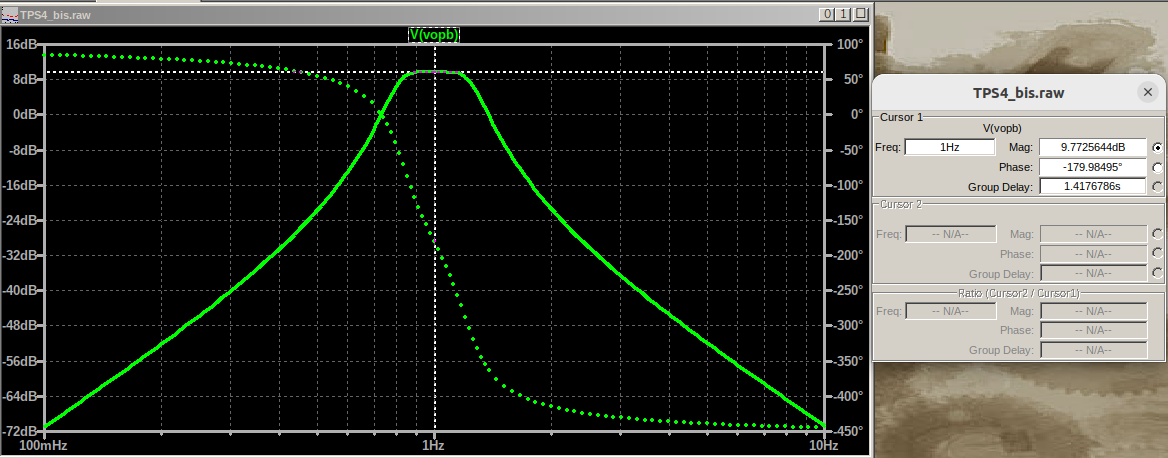 TPS4_bis.raw
V(vopb)
16dB
8dB
0dB
-8dB
-16dB
-24dB
-32dB
-40dB
-48dB
-56dB
-64dB
-72dB
100°
50°
0°
-50°
-100°
-150°
-200°
-250°
-300°
-350°
-400°
-450°
100mHz 1Hz 10Hz
TPS4_bis.raw
Cursor 1
V(vopb)
Freq: 1Hz Mag: 9.7725644dB
Phase: -179.98495°
Group Delay: 1.4176786s
Cursor 2
Freq: -- N/A-- Mag: -- N/A--
Phase: -- N/A--
Group Delay: -- N/A--
Ratio (Cursor2 / Cursor1)
Freq: -- N/A-- Mag: -- N/A--
Phase: -- N/A--
Group Delay: -- N/A--